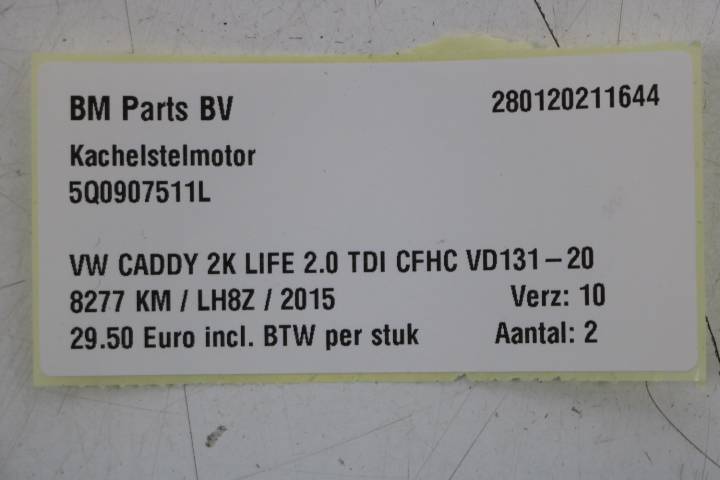 BM Parts BV 280120211644
Kachelstelmotor
5Q0907511L
VW CADDY 2K LIFE 2.0 TDI CFHC VD131-20
8277 KM / LH8Z / 2015 Verz: 10
29.50 Euro incl. BTW per stuk Aantal: 2